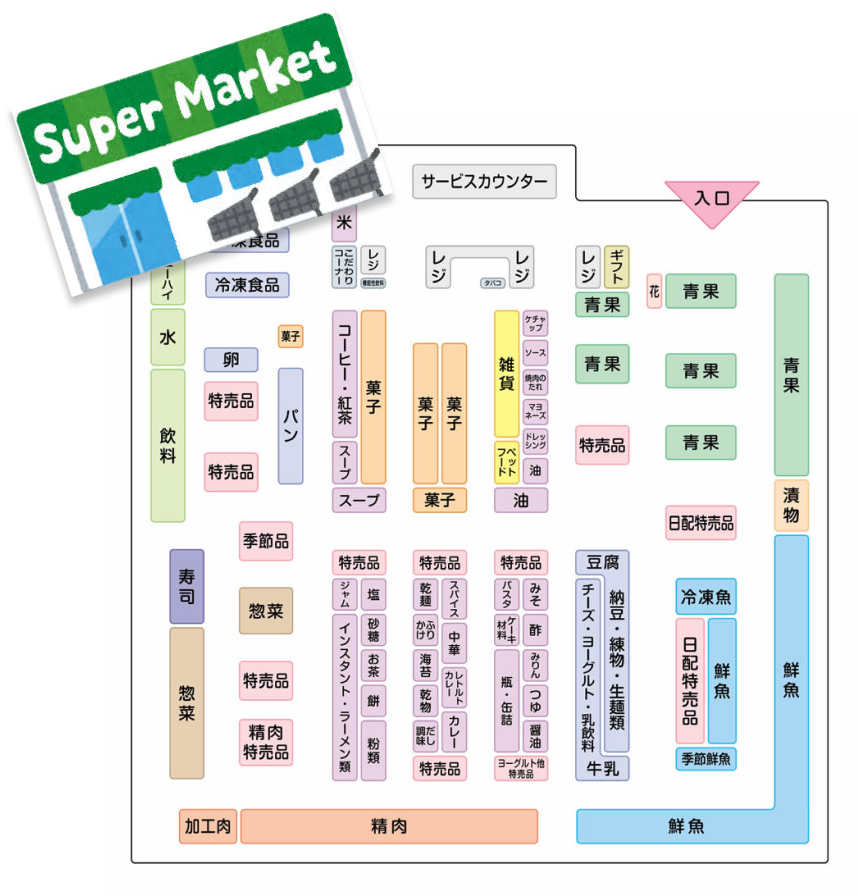 Super Market
サービスカウンター
入口
米
冷凍食品
ーハイ
冷凍食品
こだわりコーナー
レジ
機能性飲料
レジ
レジ
タバコ
レジ
ギフト
青果
花
青果
青果
水
菓子
卵
特売品
パン
特売品
飲料
コーヒー・紅茶
菓子
スープ
スープ
菓子
菓子
菓子
雑貨
ペットフード
ケチャップ
ソース
焼肉のたれ
マヨネーズ
ドレッシング
油
油
青果
特売品
青果
青果
日配特売品
漬物
季節品
寿司
惣菜
惣菜
特売品
精肉
特売品
特売品
ジャム
塩
砂糖
お茶
餅
粉類
インスタント・ラーメン類
特売品
乾麺
ふりかけ
海苔
乾物
だし調味
スパイス
中華
レトルトカレー
カレー
特売品
特売品
パスタ
ケーキ材料
瓶・缶詰
みそ
酢
みりん
つゆ
醤油
ヨーグルト他
特売品
豆腐
チーズ・ヨーグルト・乳飲料
納豆・練物・生麺類
牛乳
冷凍魚
日配特売品
鮮魚
季節鮮魚
鮮魚
加工肉
精肉
鮮魚